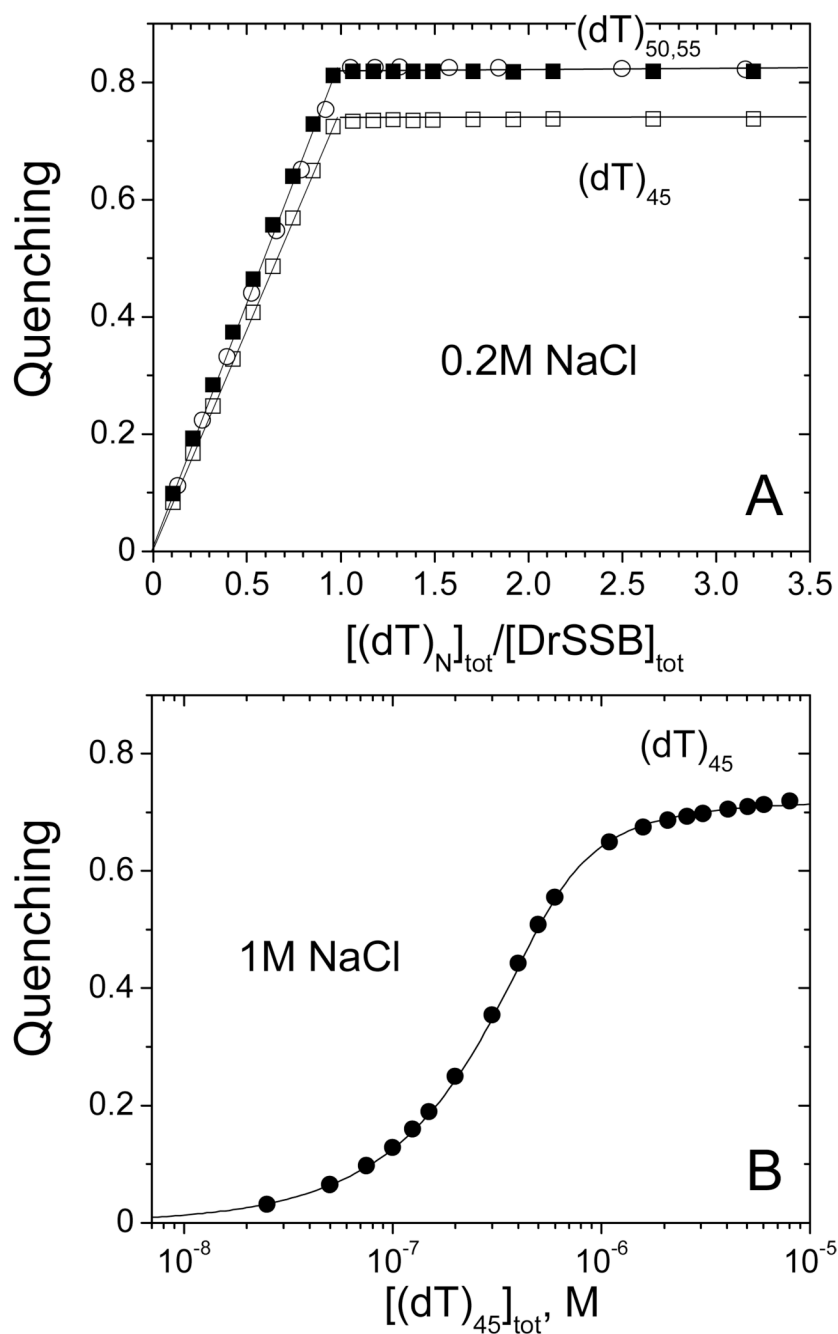 (dT)50,55
0.8
0.6
(dT)45
0.4
0.2M NaCl
0.2
A
0
0 0.5 1.0 1.5 2.0 2.5 3.0 3.5
Quenching
[(dT)N]tot/[DrSSB]tot
0.8
(dT)45
0.6
0.4
1M NaCl
0.2
B
0
10-8 10-7 10-6 10-5
Quenching
[(dT)45]tot, M